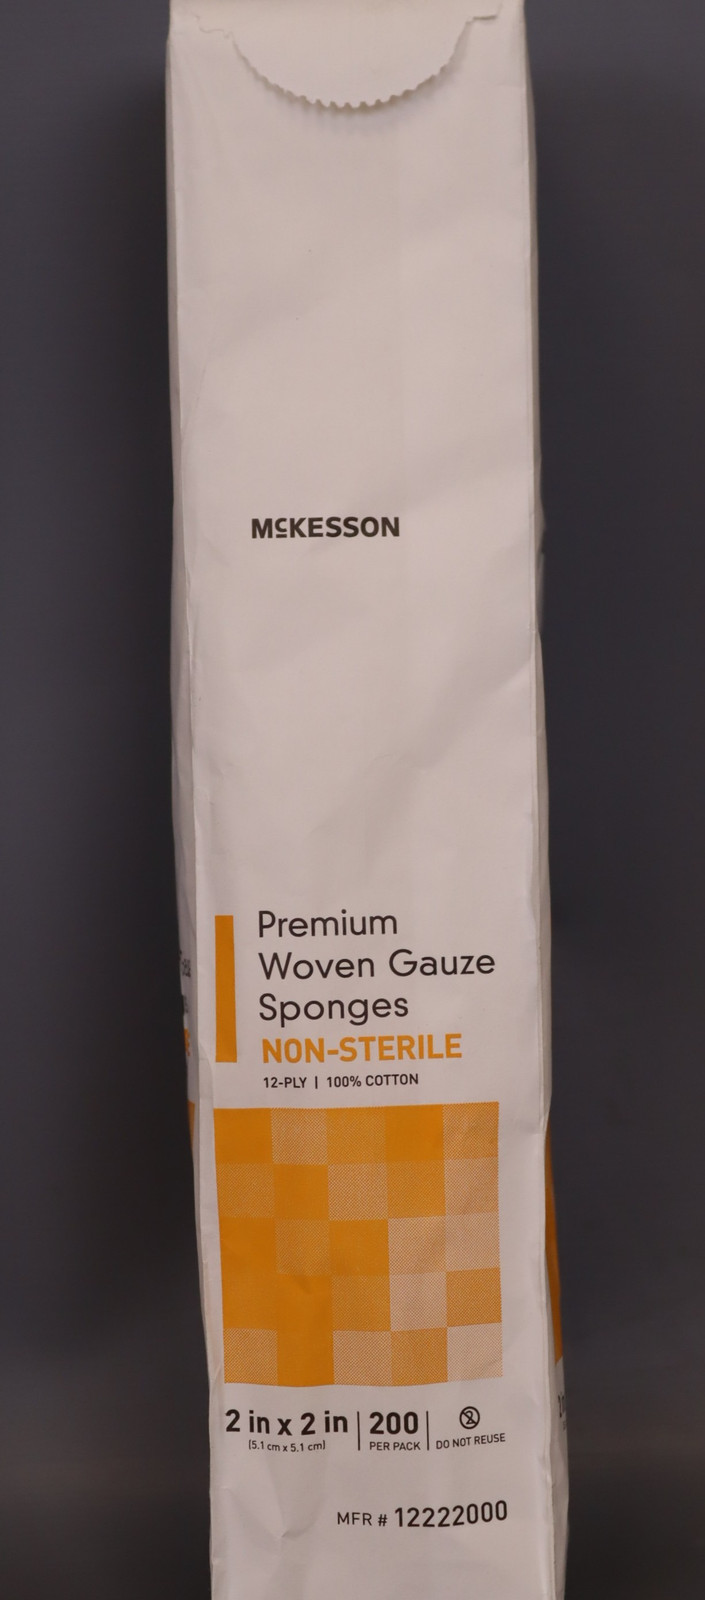 McKESSON
Premium
Woven Gauze
Sponges
NON-STERILE
12-PLY | 100% COTTON
2 in x 2 in | 200 | 
(5.1 cm x 5.1 cm) PER PACK DO NOT REUSE
MFR # 12222000